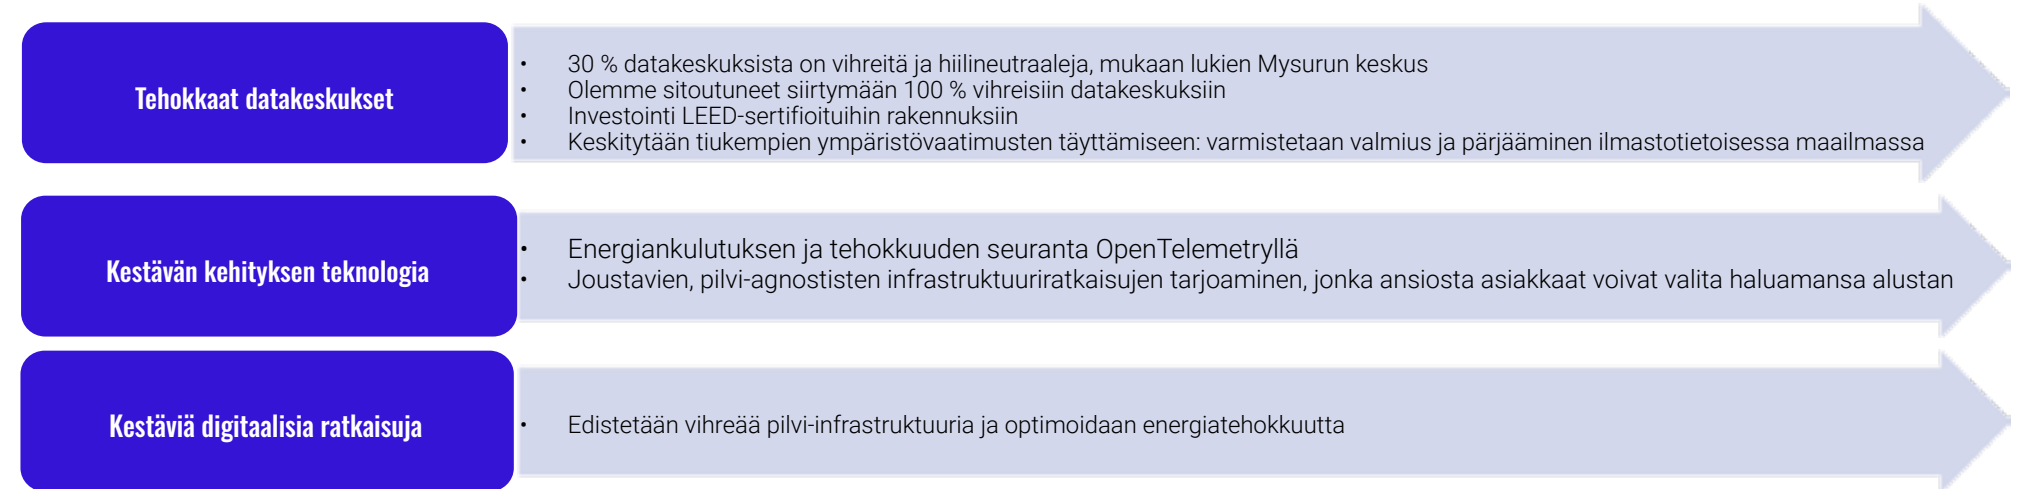 Tehokkaat datakeskukset
• 30 % datakeskuksista on vihreitä ja hiilineutraaleja, mukaan lukien Mysurun keskus
• Olemme sitoutuneet siirtymään 100 % vihreisiin datakeskuksiin
• Investointi LEED-sertifioituihin rakennuksiin
• Keskitytään tiukempien ympäristövaatimusten täyttämiseen: varmistetaan valmius ja pärjääminen ilmastotietoisessa maailmassa
Kestävän kehityksen teknologia
• Energiankulutuksen ja tehokkuuden seuranta OpenTelemetryllä
• Joustavien, pilvi-agnostisten infrastruktuuriratkaisujen tarjoaminen, jonka ansiosta asiakkaat voivat valita haluamansa alustan
Kestäviä digitaalisia ratkaisuja
• Edistetään vihreää pilvi-infrastruktuuria ja optimoidaan energiatehokkuutta